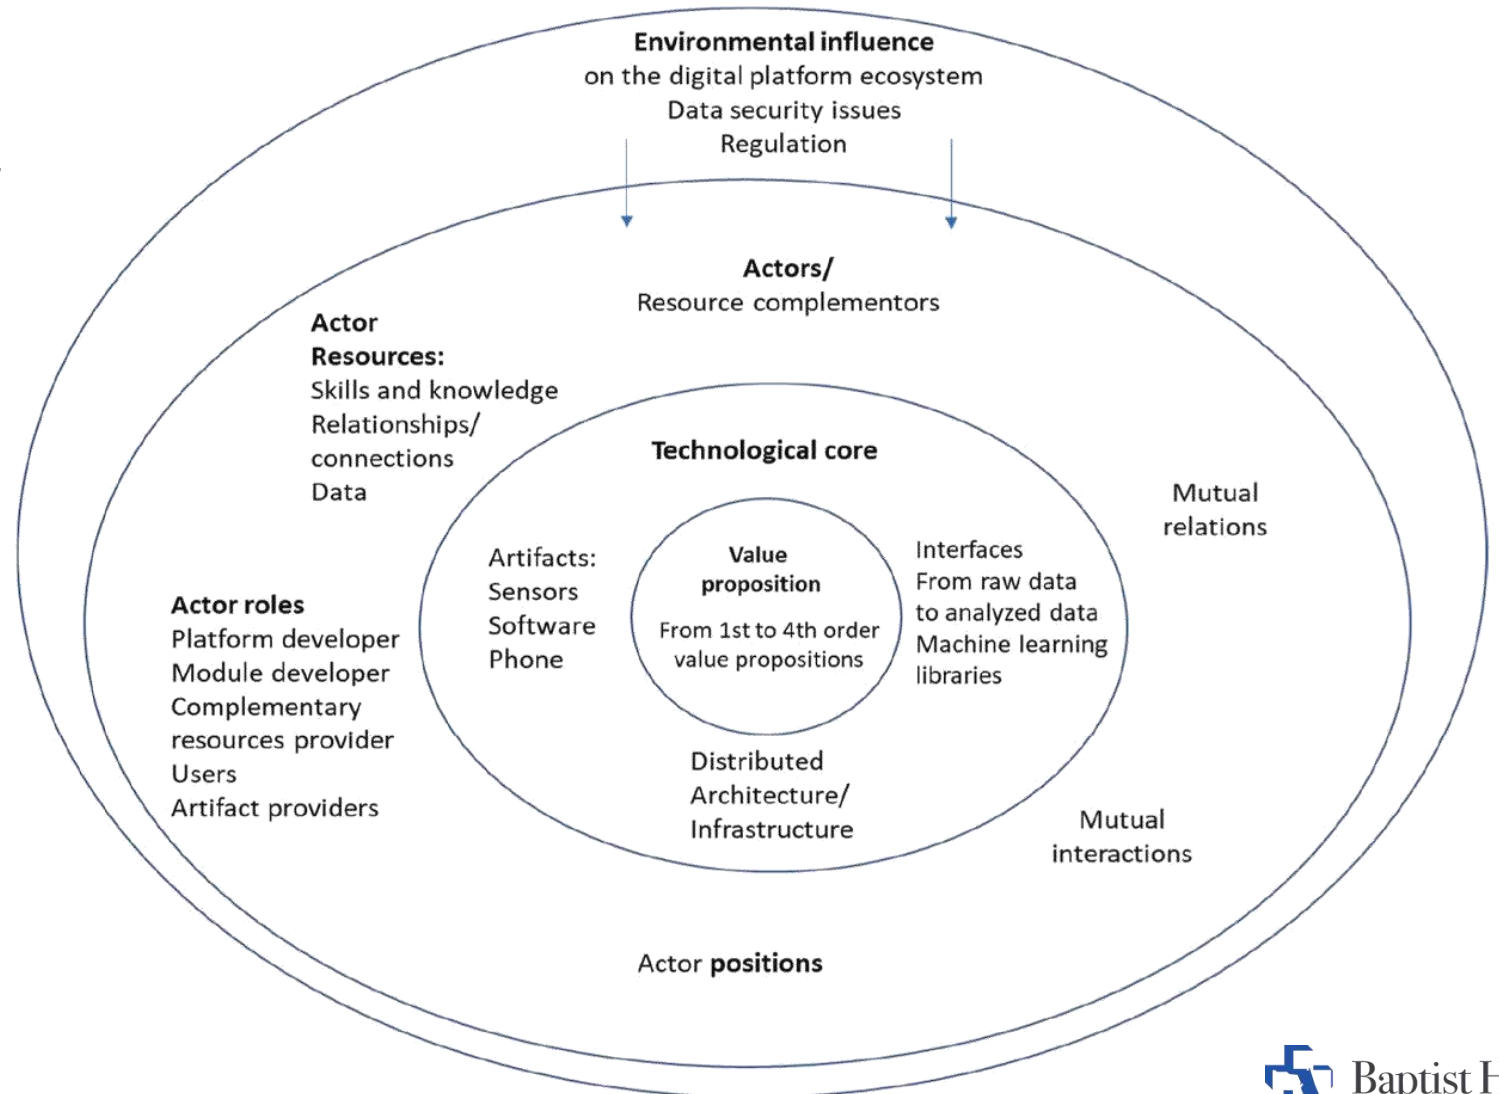 Environmental influence
on the digital platform ecosystem
Data security issues
Regulation
Actors/
Resource complementors
Actor
Resources:
Skills and knowledge
Relationships/
connections
Data
Technological core
Mutual
relations
Artifacts:
Sensors
Software
Phone
Value
proposition
From 1st to 4th order
value propositions
Interfaces
From raw data
to analyzed data
Machine learning
libraries
Actor roles
Platform developer
Module developer
Complementary
resources provider
Users
Artifact providers
Distributed
Architecture/
Infrastructure
Mutual
interactions
Actor positions
Baptist H